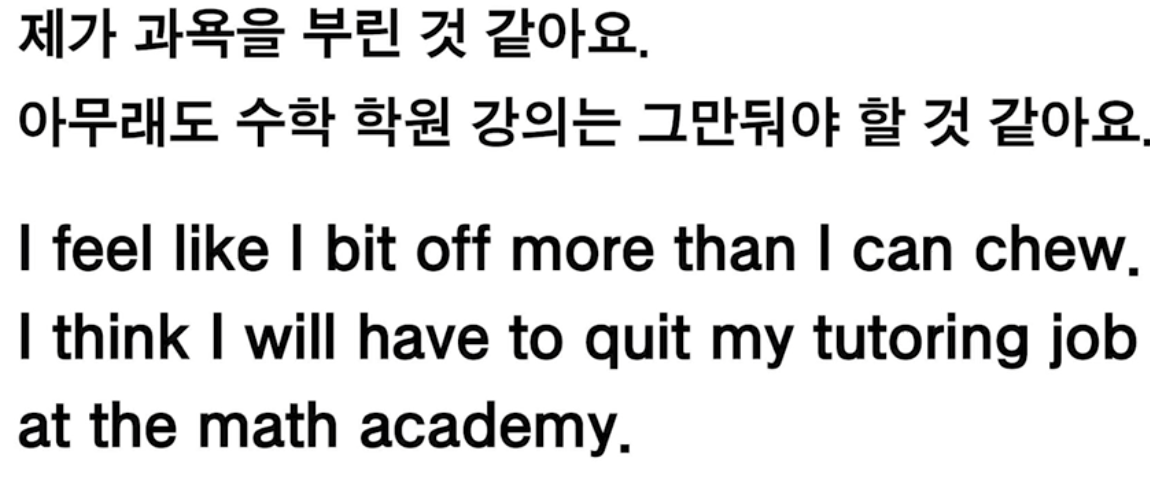 제가 과욕을 부린 것 같아요.
아무래도 수학 학원 강의는 그만둬야 할 것 같아요.
I feel like I bit off more than I can chew.
I think I will have to quit my tutoring job
at the math academy.